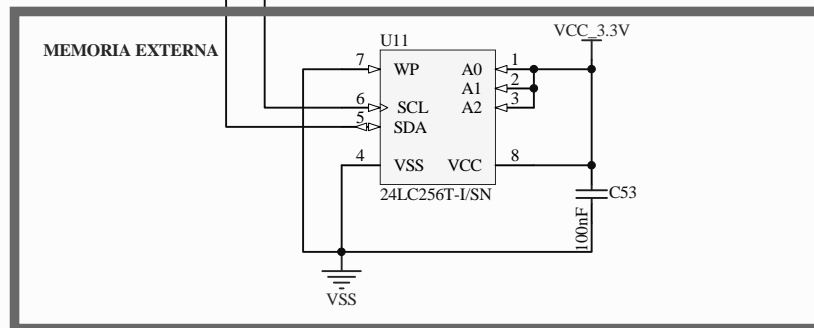 VCC_3.3V
U11
MEMORIA EXTERNA
7 WP A0 1
A1 2
6 SCL A2 3
5 SDA
4 VSS VCC 8
24LC256T-I/SN
C53
100nF
VSS